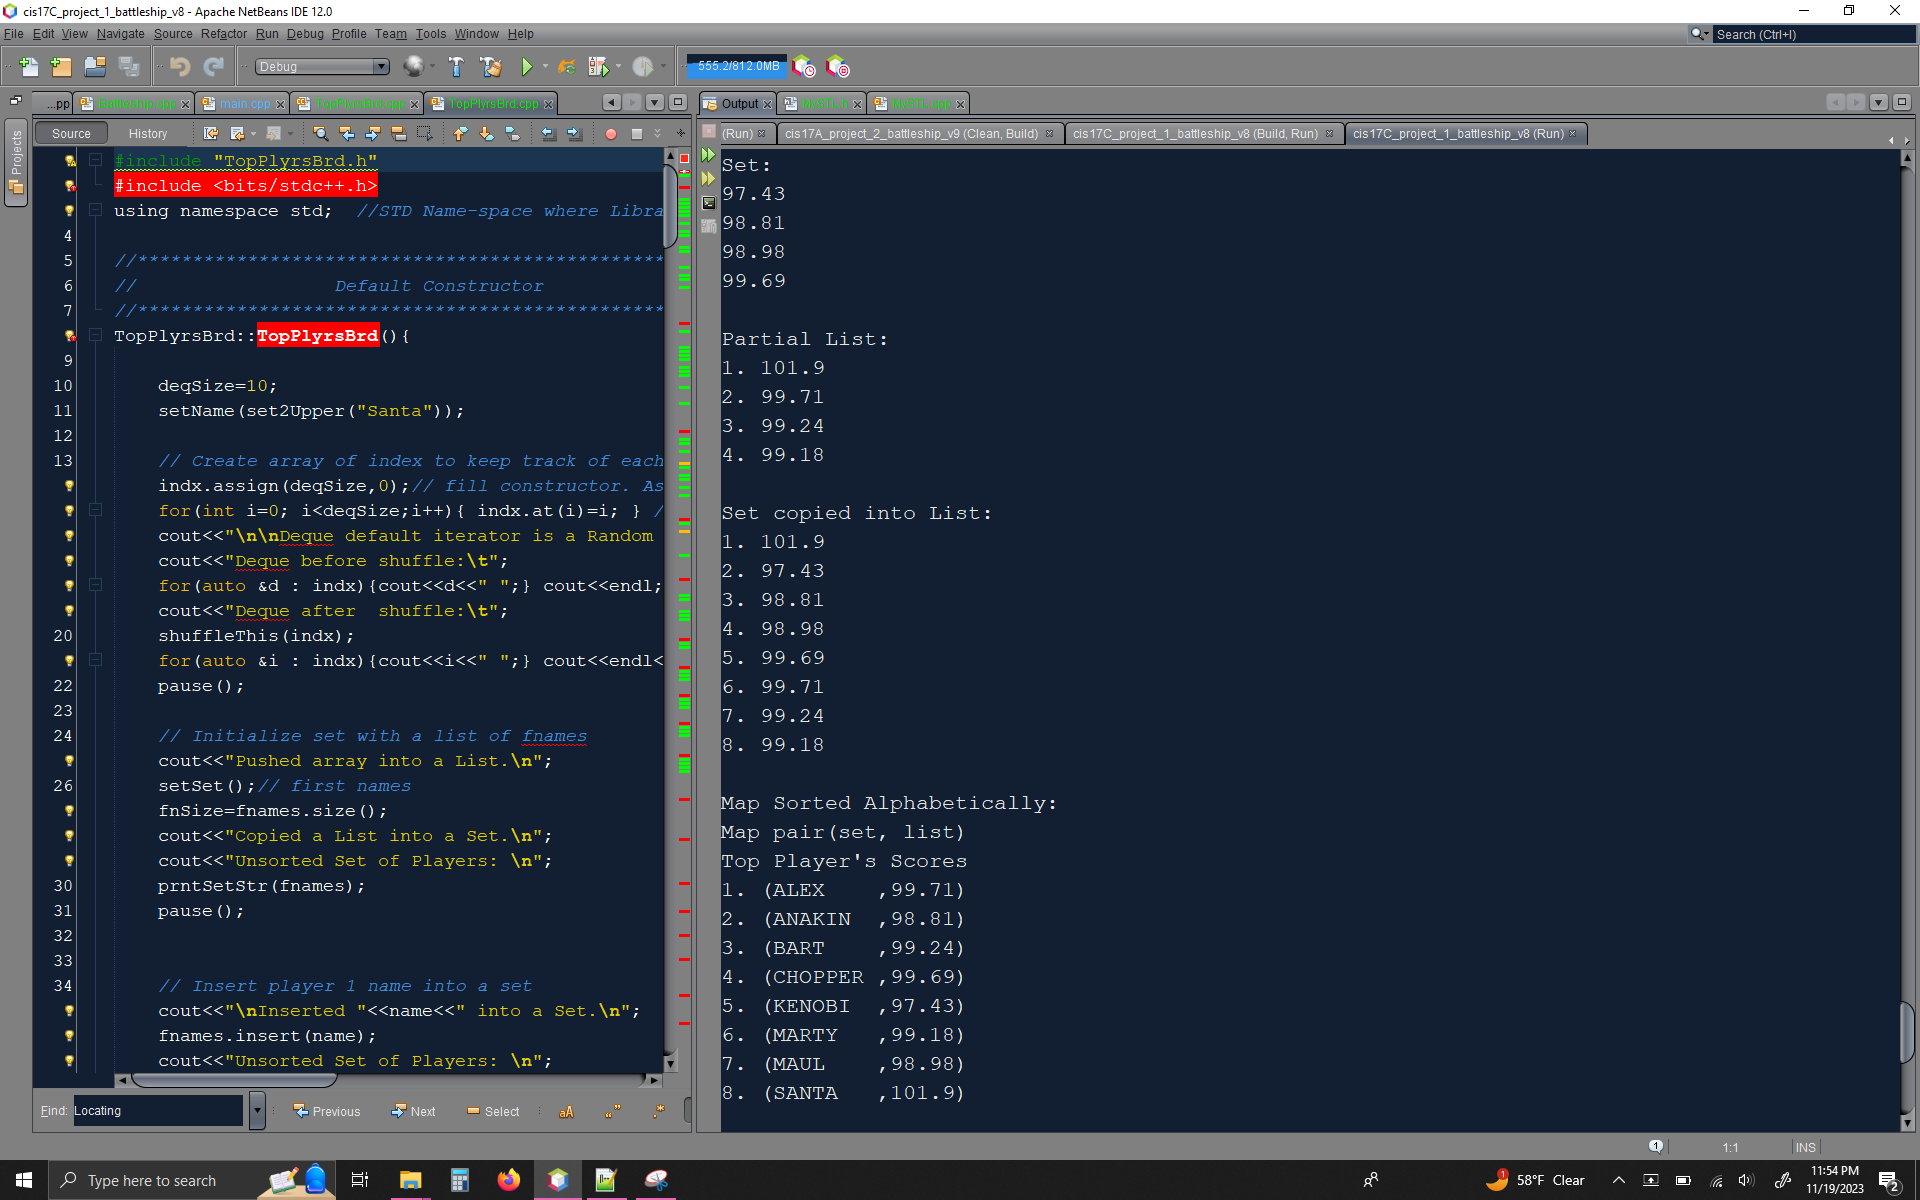 cis17C_project_1_battleship_v8 - Apache NetBeans IDE 12.0
File Edit View Navigate Source Refactor Run Debug Profile Team Tools Window Help
Search (Ctrl+I)
Debug
555.2/812.0MB
...pp Battleship.cpp main.cpp TopPlyrsBrd.cpp
Output MySTL.h MySTL.cpp
Source History
(Run) cis17A_project_2_battleship_v9 (Clean, Build) cis17C_project_1_battleship_v8 (Build, Run) cis17C_project_1_battleship_v8 (Run)
Projects
#include "TopPlyrsBrd.h"
#include <bits/stdc++.h>
using namespace std;  //STD Name-space where Libra
4
5 //************************************************
6 //                  Default Constructor
7 //************************************************
TopPlyrsBrd::TopPlyrsBrd(){
9
10     deqSize=10;
11     setName(set2Upper("Santa"));
12
13     // Create array of index to keep track of each
    indx.assign(deqSize,0);// fill constructor. As
    for(int i=0; i<deqSize;i++){ indx.at(i)=i; } /
    cout<<"\n\nDeque default iterator is a Random
    cout<<"Deque before shuffle:\t";
    for(auto &d : indx){cout<<d<<" ";} cout<<endl;
    cout<<"Deque after  shuffle:\t";
20     shuffleThis(indx);
    for(auto &i : indx){cout<<i<<" ";} cout<<endl<
22     pause();
23
24     // Initialize set with a list of fnames
    cout<<"Pushed array into a List.\n";
26     setSet();// first names
    fnSize=fnames.size();
    cout<<"Copied a List into a Set.\n";
    cout<<"Unsorted Set of Players: \n";
30     prntSetStr(fnames);
31     pause();
32
33
34     // Insert player 1 name into a set
    cout<<"\nInserted "<<name<<" into a Set.\n";
    fnames.insert(name);
    cout<<"Unsorted Set of Players: \n";
Find: Locating Previous Next Select aA
Set:
97.43
98.81
98.98
99.69
Partial List:
1. 101.9
2. 99.71
3. 99.24
4. 99.18
Set copied into List:
1. 101.9
2. 97.43
3. 98.81
4. 98.98
5. 99.69
6. 99.71
7. 99.24
8. 99.18
Map Sorted Alphabetically:
Map pair(set, list)
Top Player's Scores
1. (ALEX    ,99.71)
2. (ANAKIN  ,98.81)
3. (BART    ,99.24)
4. (CHOPPER ,99.69)
5. (KENOBI  ,97.43)
6. (MARTY   ,99.18)
7. (MAUL    ,98.98)
8. (SANTA   ,101.9)
1 1:1 INS
Type here to search
1 58°F Clear
11:54 PM
11/19/2023
2